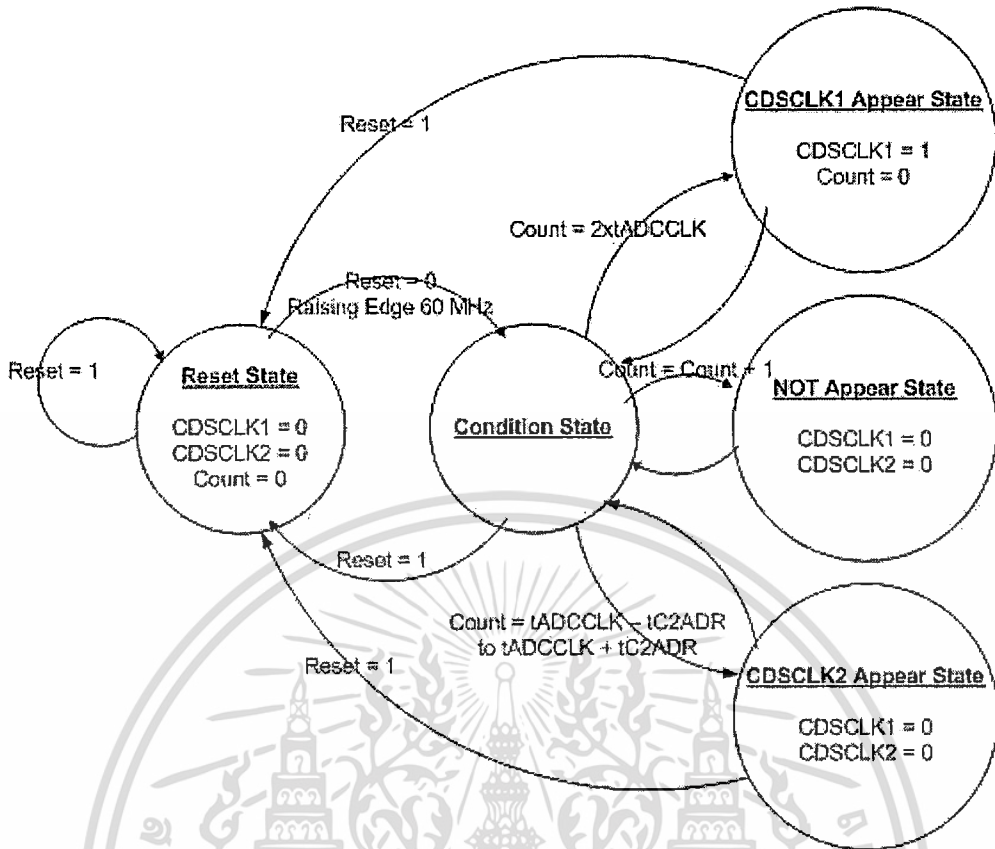 CDSCLK1 Appear State
CDSCLK1 = 1
Count = 0
Reset = 1
Count = 2xtADCCLK
Reset = 0
Raising Edge 60 MHz
Reset = 1
Reset State
CDSCLK1 = 0
CDSCLK2 = 0
Count = 0
Condition State
Count = Count + 1
NOT Appear State
CDSCLK1 = 0
CDSCLK2 = 0
Reset = 1
Count = tADCCLK – tC2ADR
to tADCCLK + tC2ADR
Reset = 1
CDSCLK2 Appear State
CDSCLK1 = 0
CDSCLK2 = 0